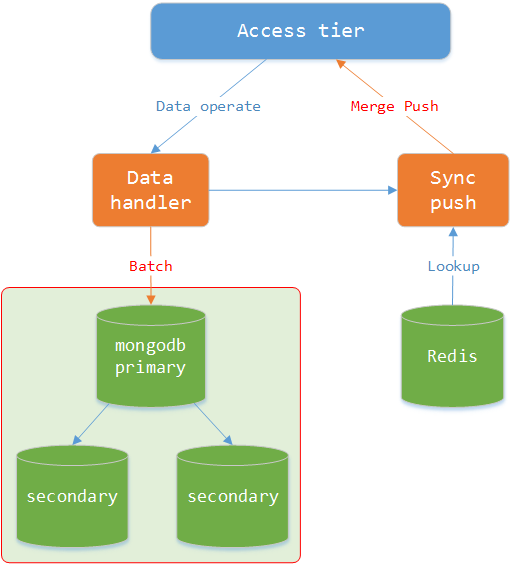 Access tier
Data operate
Merge Push
Data
handler
Sync
push
Batch
Lookup
mongodb
primary
Redis
secondary
secondary